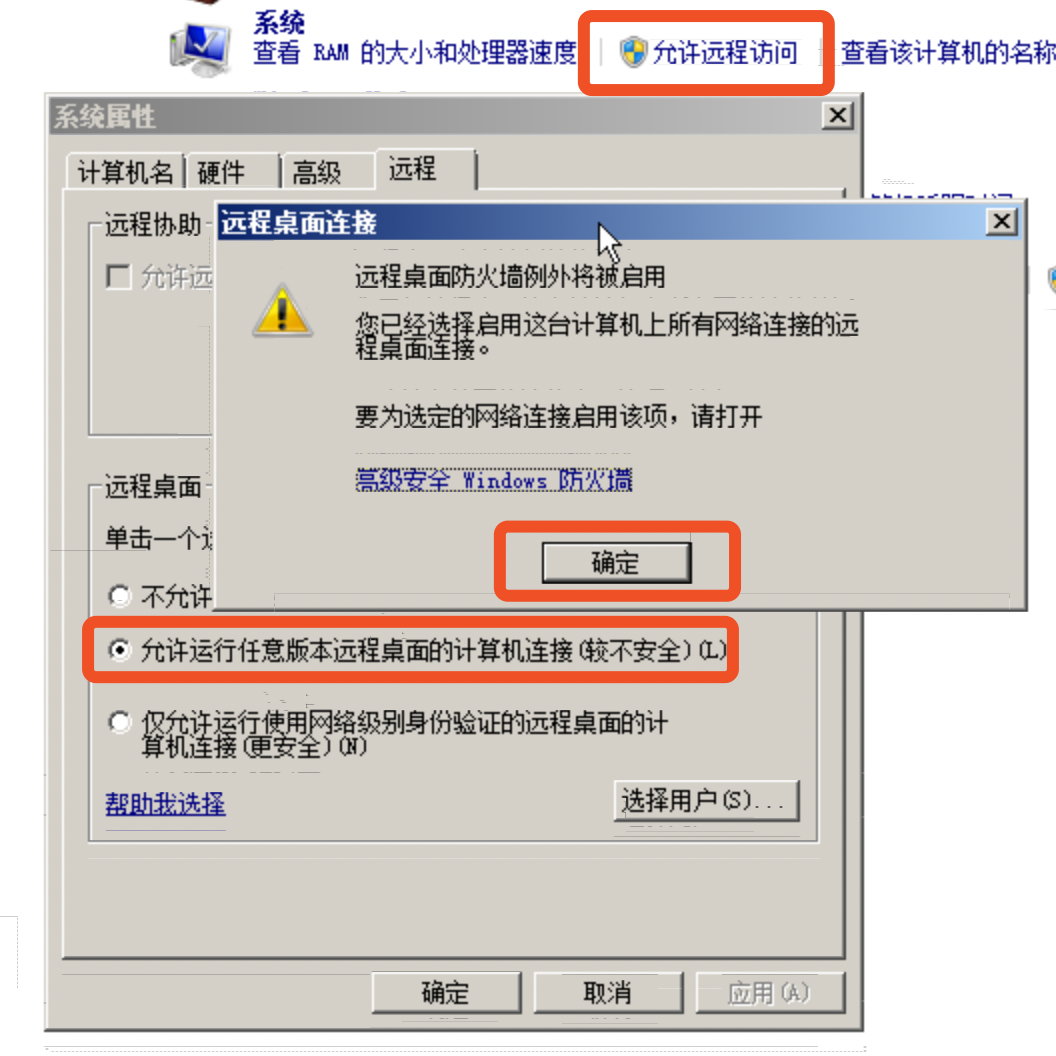 系统
查看 RAM 的大小和处理器速度 允许远程访问 查看该计算机的名称
系统属性
计算机名 硬件 高级 远程
远程协助
允许远
远程桌面连接
远程桌面防火墙例外将被启用
您已经选择启用这台计算机上所有网络连接的远
程桌面连接。
要为选定的网络连接启用该项，请打开
高级安全 Windows 防火墙
确定
远程桌面
单击一个
不允许
允许运行任意版本远程桌面的计算机连接(较不安全)(L)
仅允许运行使用网络级别身份验证的远程桌面的计
算机连接(更安全)(N)
帮助我选择
选择用户(S)...
确定 取消 应用(A)